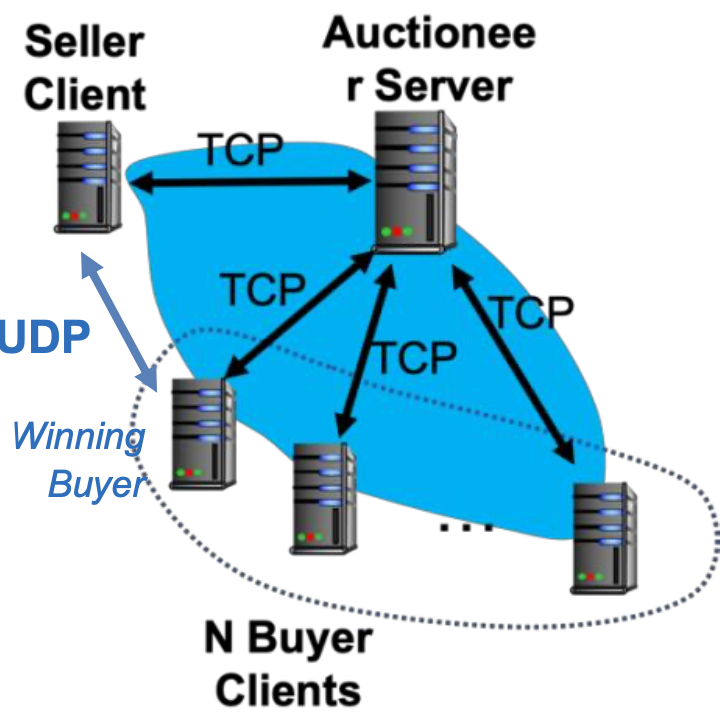 Seller
Client
Auctionee
r Server
TCP
TCP
TCP
TCP
UDP
Winning
Buyer
...
N Buyer
Clients